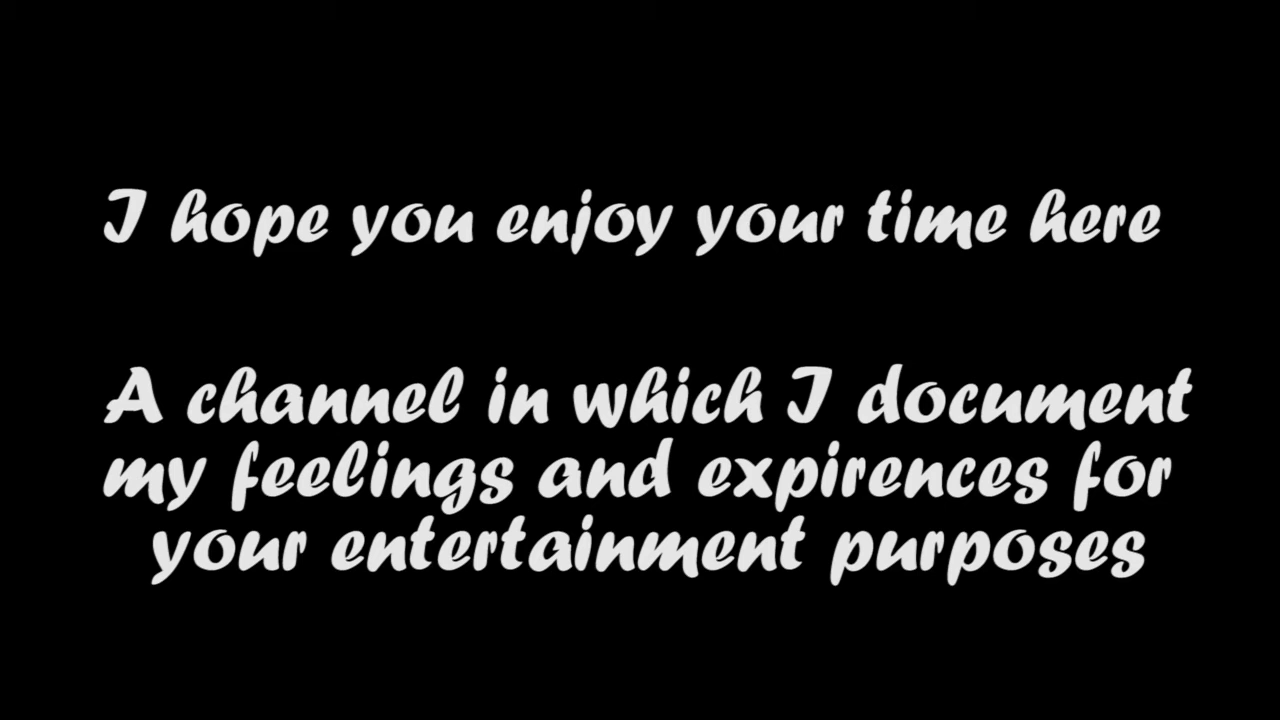 I hope you enjoy your time here
A channel in which I document
my feelings and expirences for
your entertainment purposes